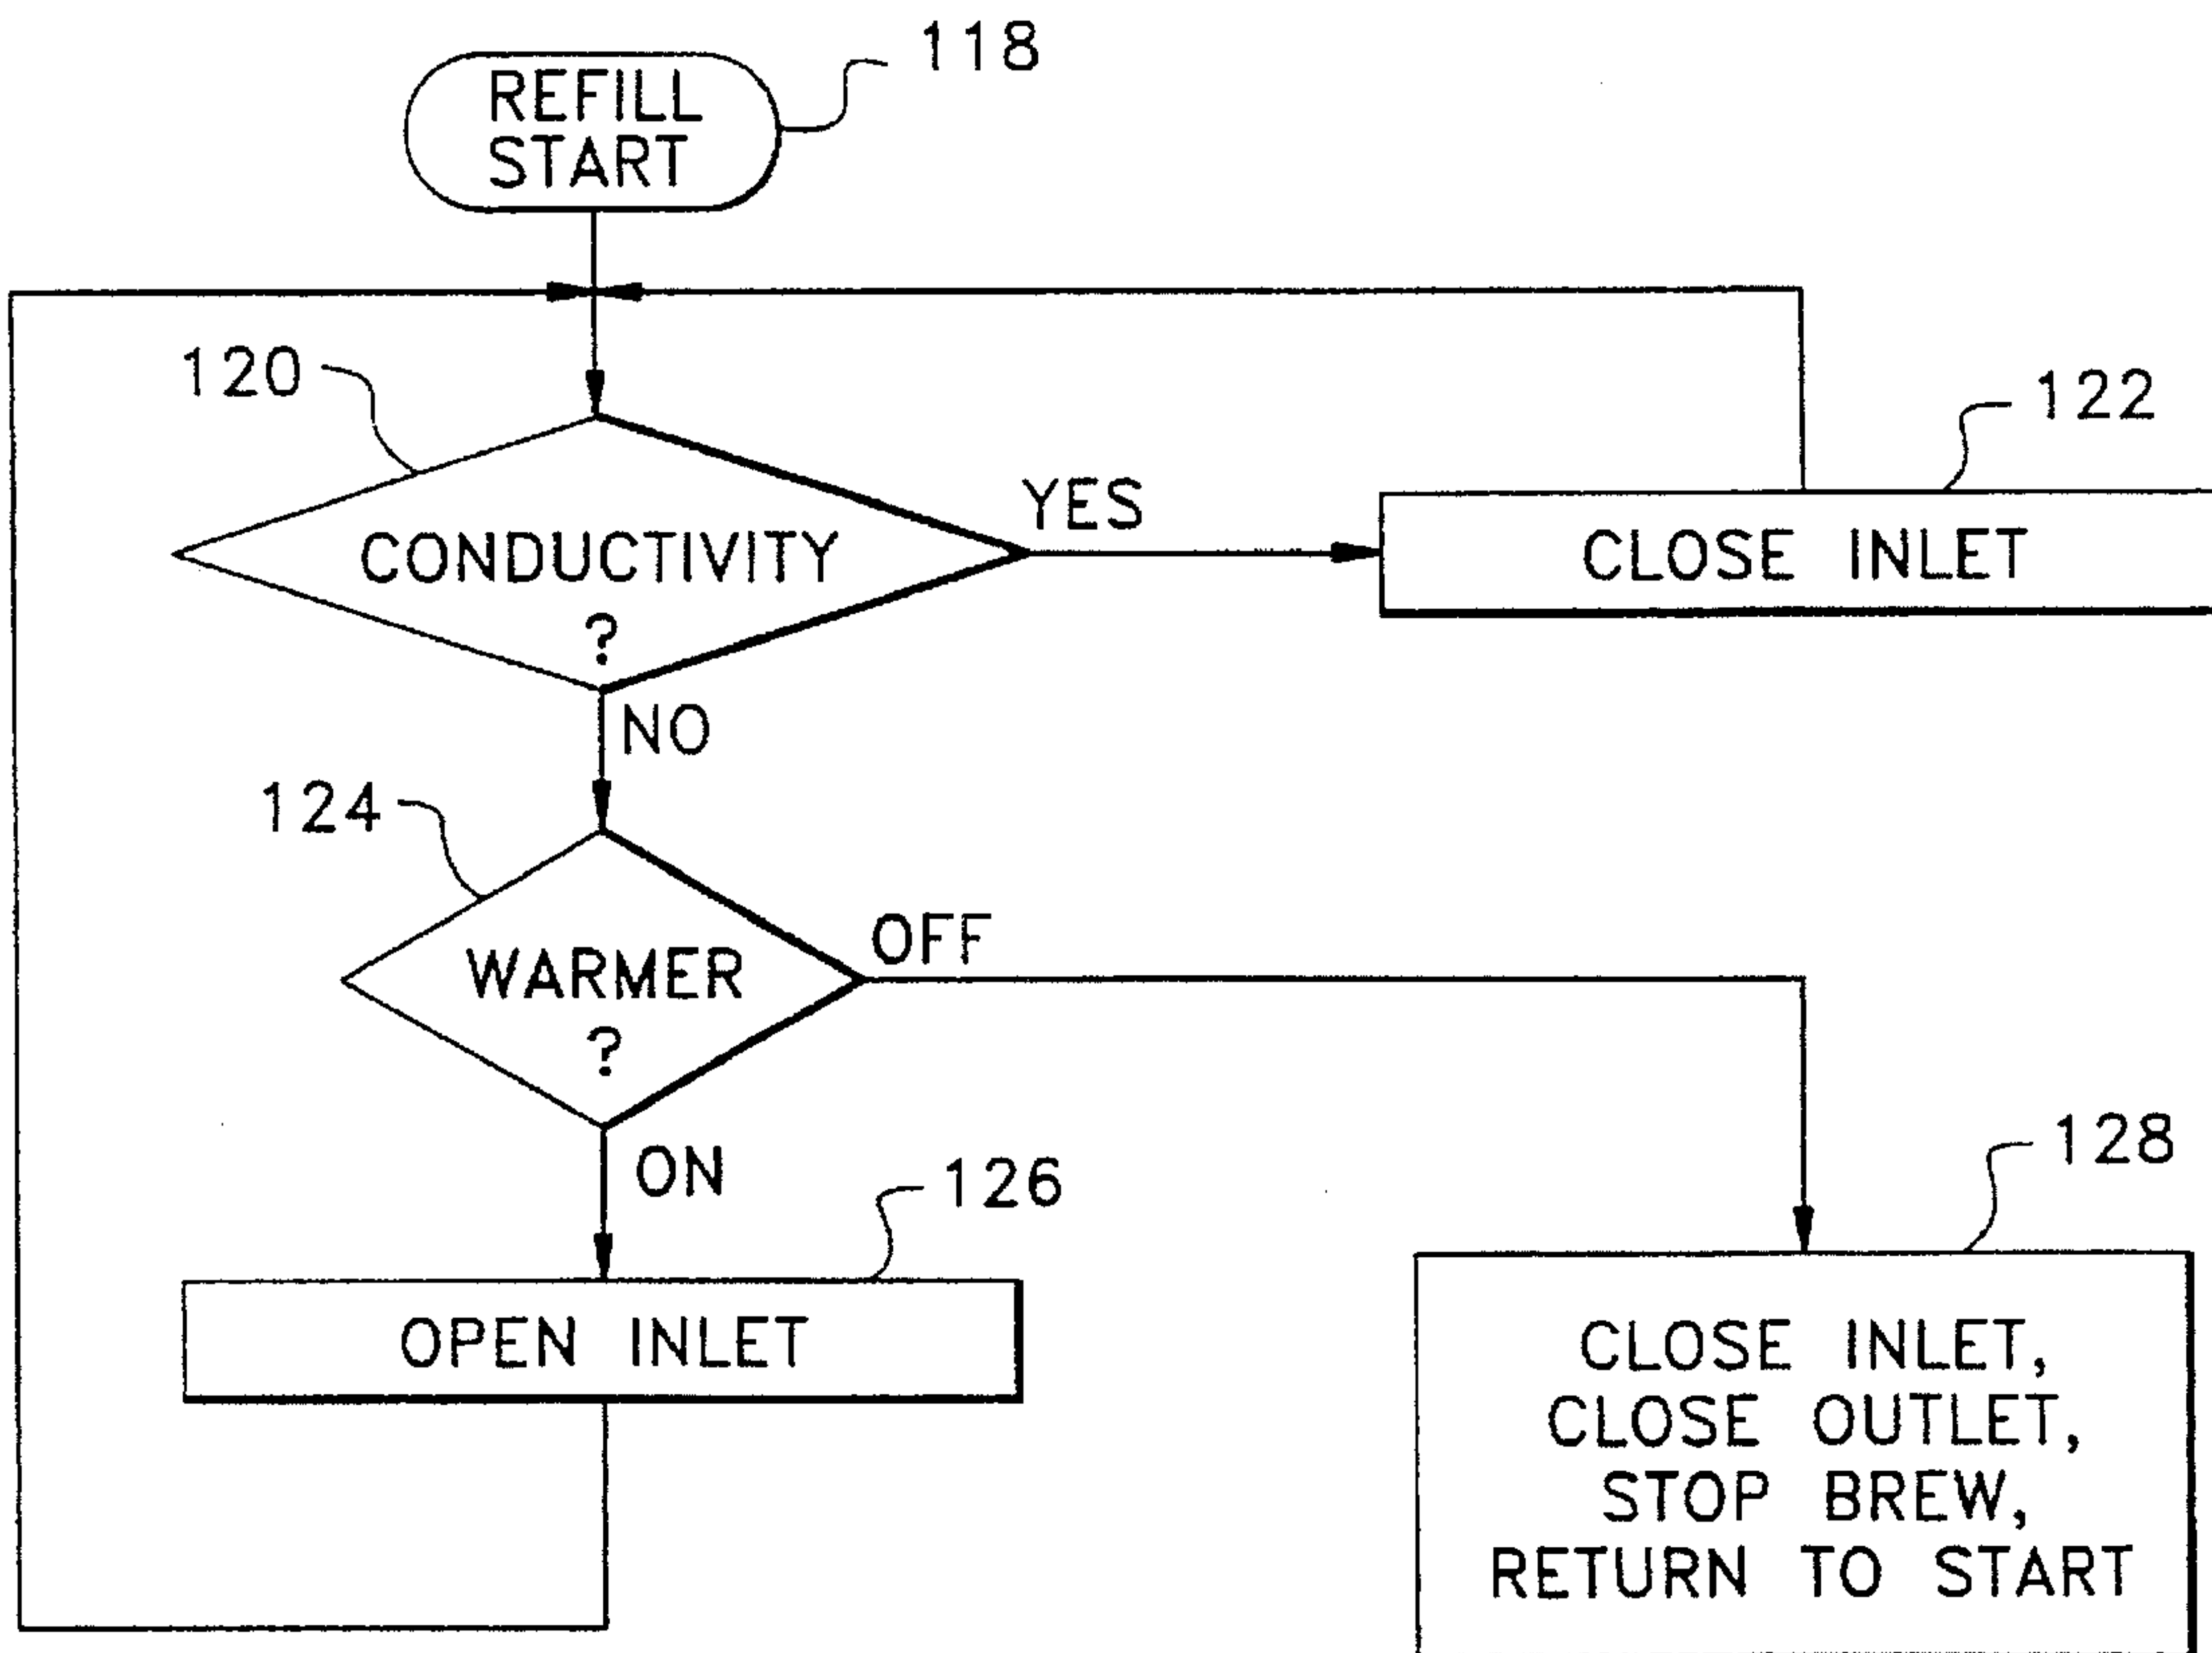 118
REFILL
START
120
122
YES
CONDUCTIVITY
?
CLOSE INLET
NO
124
OFF
WARMER
?
ON
126
128
OPEN INLET
CLOSE INLET,
CLOSE OUTLET,
STOP BREW,
RETURN TO START